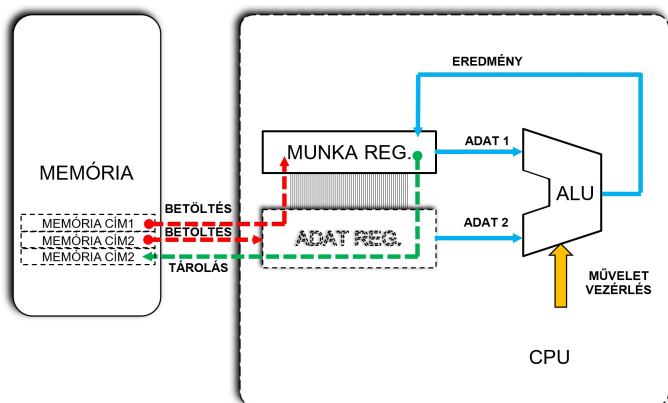 EREDMÉNY
MUNKA REG.
ADAT 1
MEMÓRIA
ALU
BETÖLTÉS
MEMÓRIA CÍM1
BETÖLTÉS
MEMÓRIA CÍM2
ADAT REG.
ADAT 2
MEMÓRIA CÍM2
TÁROLÁS
MŰVELET
VEZÉRLÉS
CPU